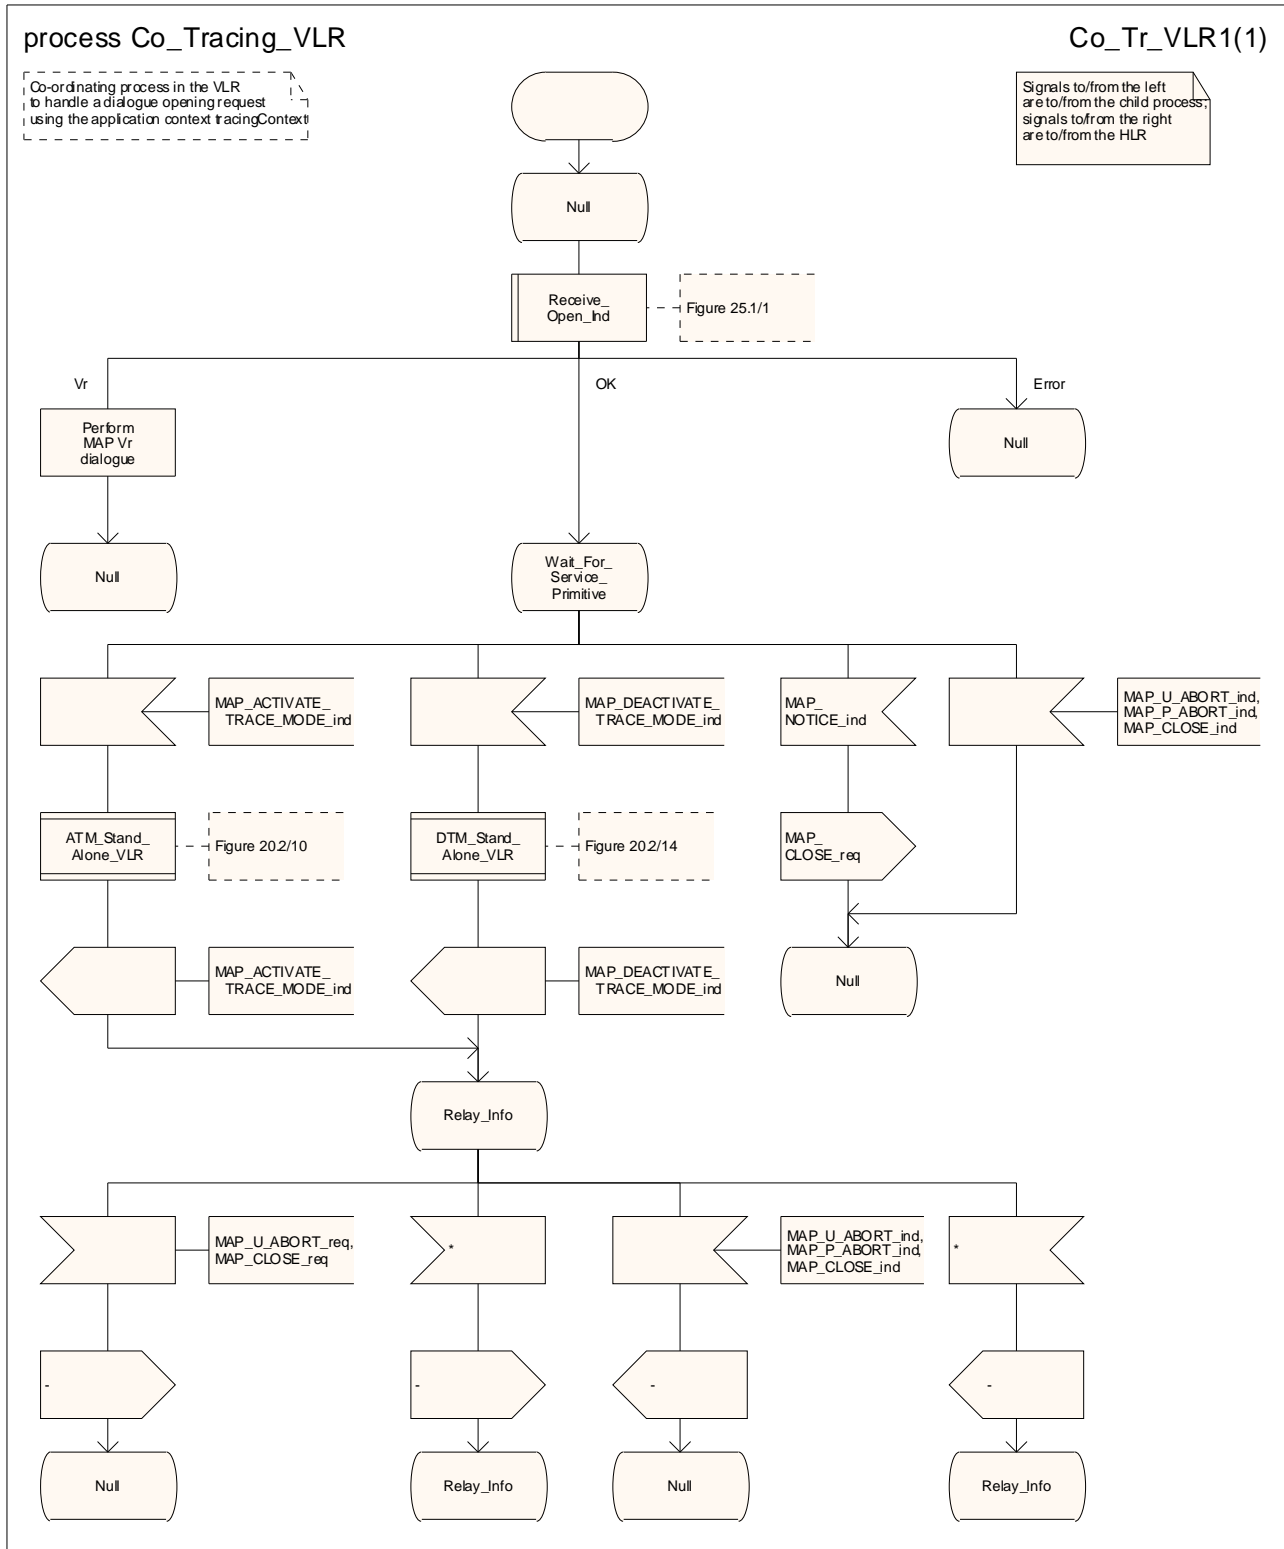 process Co_Tracing_VLR
Co_Tr_VLR1(1)
Co-ordinating process in the VLR
to handle a dialogue opening request
using the application context tracingContext
Signals to/from the left
are to/from the child process;
signals to/from the right
are to/from the HLR
Null
Receive_
Open_Ind
Figure 25.1/1
Vr
OK
Error
Perform
MAP Vr
dialogue
Null
Null
Wait_For_
Service_
Primitive
MAP_ACTIVATE_
TRACE_MODE_ind
MAP_DEACTIVATE_
TRACE_MODE_ind
MAP_
NOTICE_ind
MAP_U_ABORT_ind,
MAP_P_ABORT_ind,
MAP_CLOSE_ind
ATM_Stand_
Alone_VLR
Figure 20.2/10
DTM_Stand_
Alone_VLR
Figure 20.2/14
MAP_
CLOSE_req
MAP_ACTIVATE_
TRACE_MODE_ind
MAP_DEACTIVATE_
TRACE_MODE_ind
Null
Relay_Info
MAP_U_ABORT_req,
MAP_CLOSE_req
*
MAP_U_ABORT_ind,
MAP_P_ABORT_ind,
MAP_CLOSE_ind
*
-
-
-
-
Null
Relay_Info
Null
Relay_Info